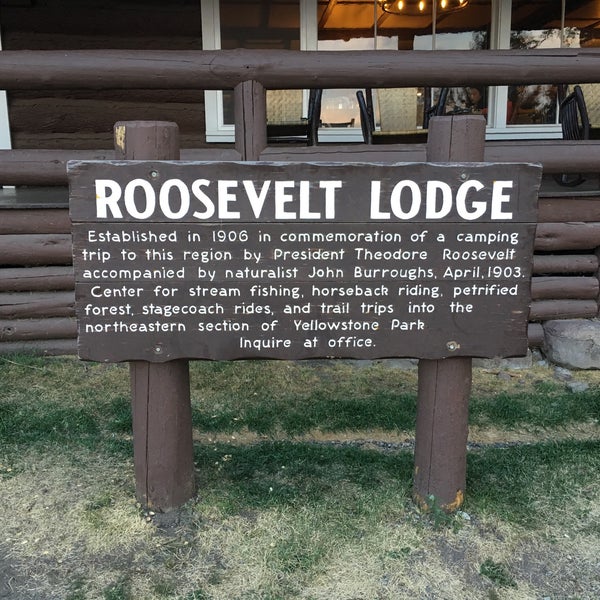 ROOSEVELT LODGE
Established in 1906 in commemoration of a camping
trip to this region by President Theodore Roosevelt
accompanied by naturalist John Burroughs, April, 1903.
Center for stream fishing, horseback riding, petrified
forest, stagecoach rides, and trail trips into the
northeastern section of Yellowstone Park
Inquire at office.